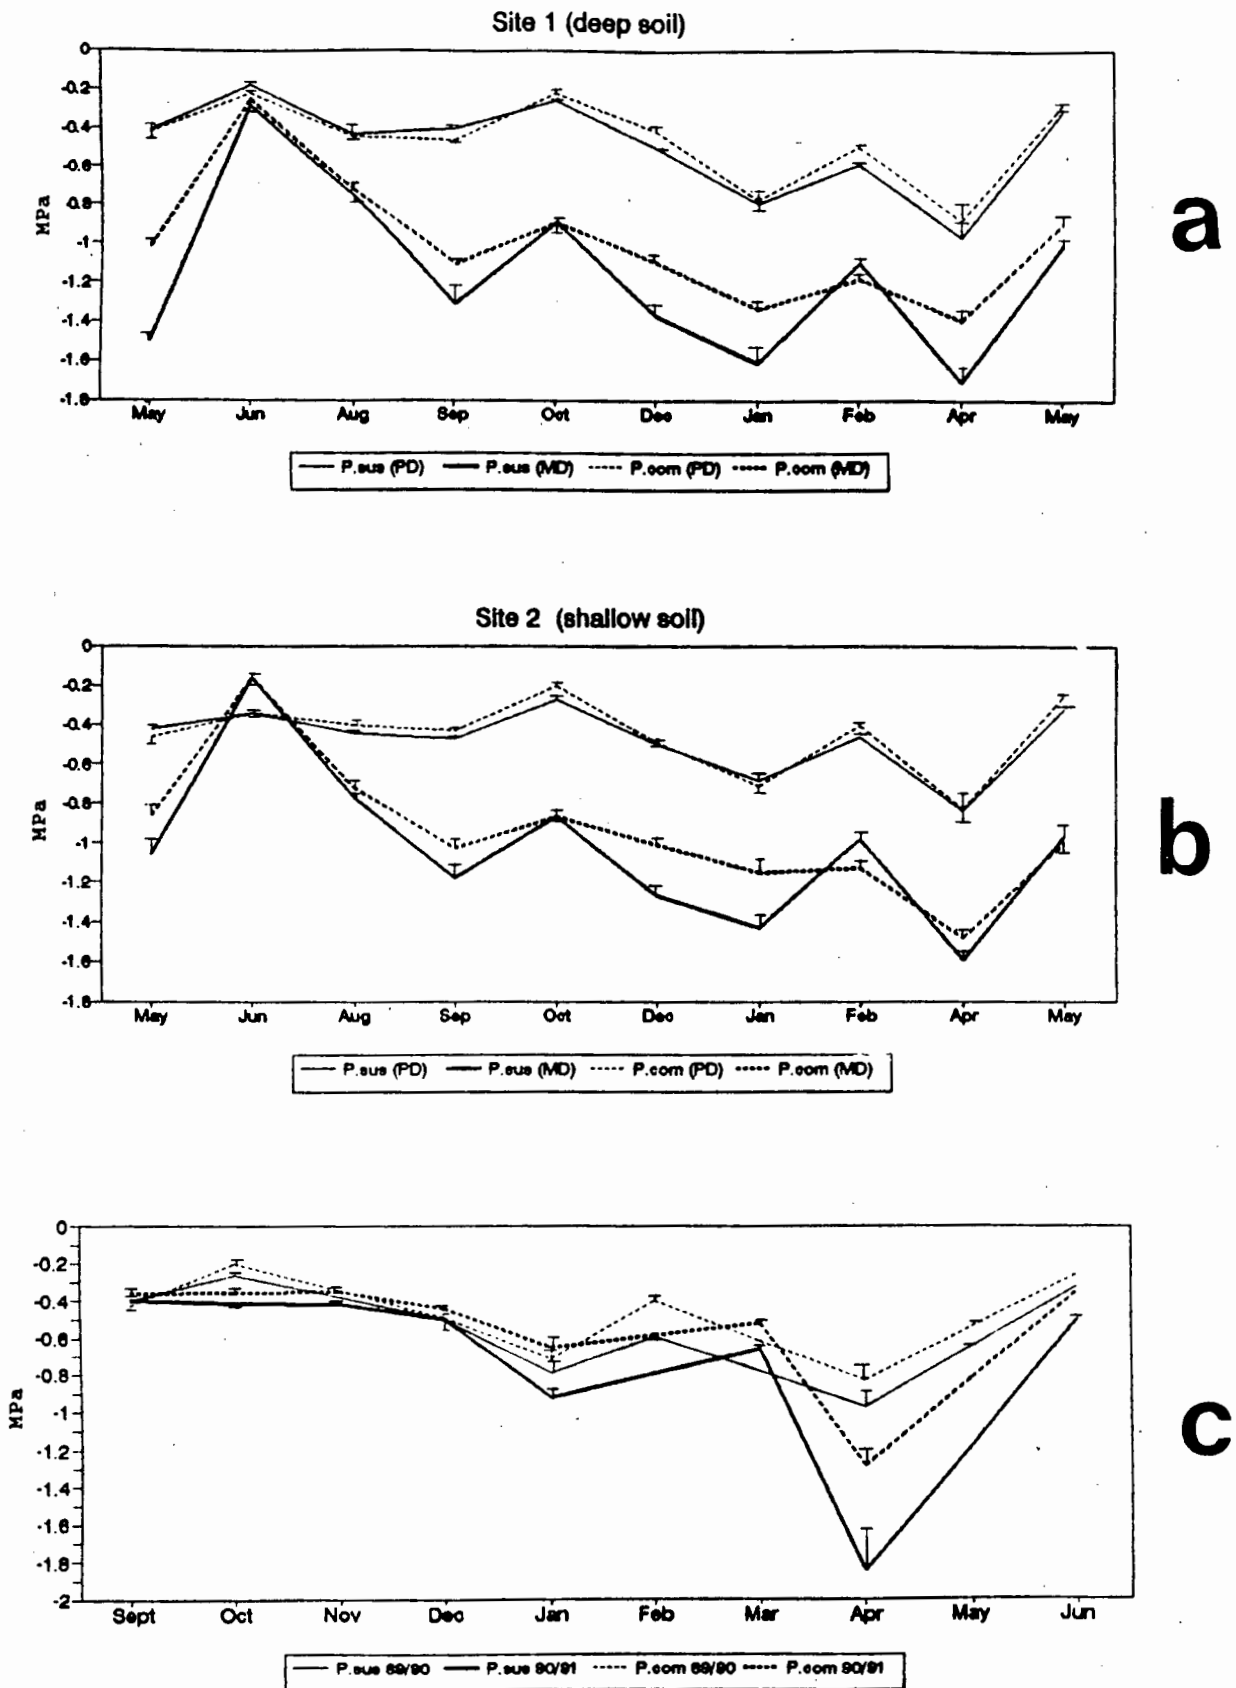 Site 1 (deep soil)
0
-0.2
-0.4
-0.6
-0.8
-1
-1.2
-1.4
-1.6
-1.8
MPa
May Jun Aug Sep Oct Dec Jan Feb Apr May
P.sus (PD) P.sus (MD) P.com (PD) P.com (MD)
a
Site 2 (shallow soil)
0
-0.2
-0.4
-0.6
-0.8
-1
-1.2
-1.4
-1.6
-1.8
MPa
May Jun Aug Sep Oct Dec Jan Feb Apr May
P.sus (PD) P.sus (MD) P.com (PD) P.com (MD)
b
0
-0.2
-0.4
-0.6
-0.8
-1
-1.2
-1.4
-1.6
-1.8
-2
MPa
Sept Oct Nov Dec Jan Feb Mar Apr May Jun
P.sus 89/90 P.sus 90/91 P.com 89/90 P.com 90/91
c